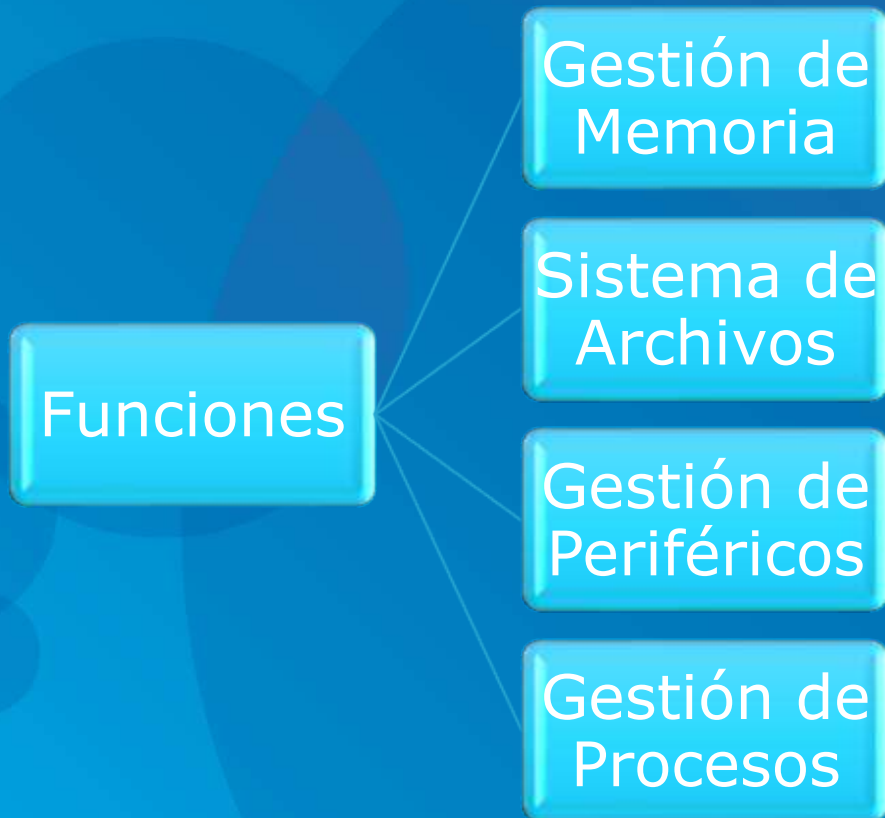 Funciones
Gestión de
Memoria
Sistema de
Archivos
Gestión de
Periféricos
Gestión de
Procesos